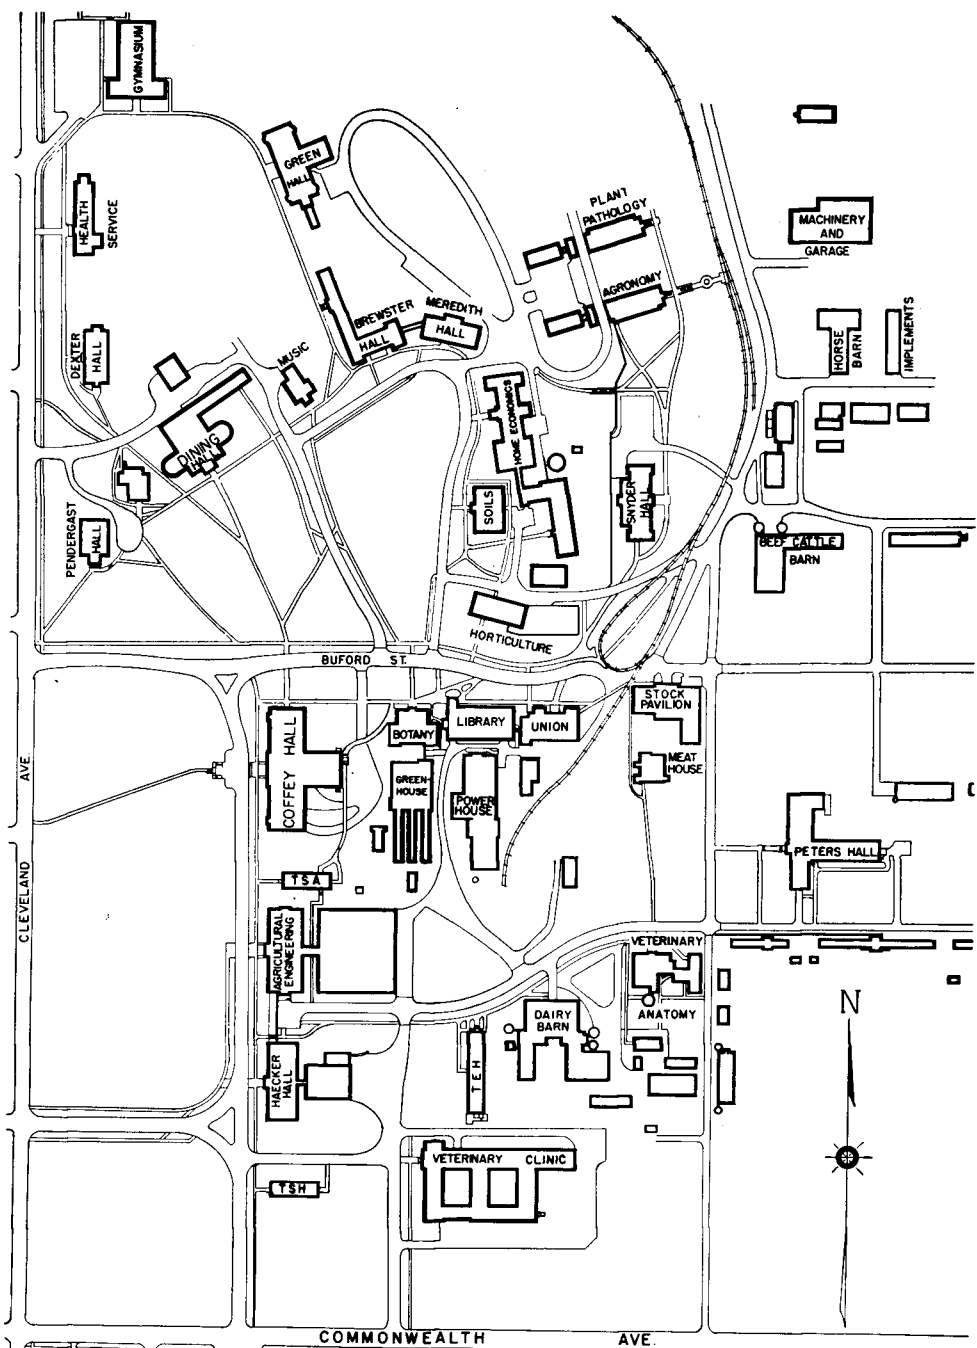 GYMNASIUM
GREEN
HALL
HEALTH
SERVICE
PLANT
PATHOLOGY
MACHINERY
AND
GARAGE
AGRONOMY
BREWSTER
HALL
MEREDITH
HALL
HORSE
BARN
IMPLEMENTS
DEXTER
HALL
MUSIC
DINING
HALL
HOME ECONOMICS
SOILS
SNYDER
HALL
PENDERGAST
HALL
BEEF CATTLE
BARN
HORTICULTURE
BUFORD ST.
STOCK
PAVILION
COFFEY HALL
BOTANY
LIBRARY
UNION
MEAT
HOUSE
GREEN-
HOUSE
POWER
HOUSE
PETERS HALL
CLEVELAND AVE.
TSA
AGRICULTURAL
ENGINEERING
VETERINARY
ANATOMY
N
DAIRY
BARN
HAECKER
HALL
TEH
VETERINARY CLINIC
TSH
COMMONWEALTH AVE.